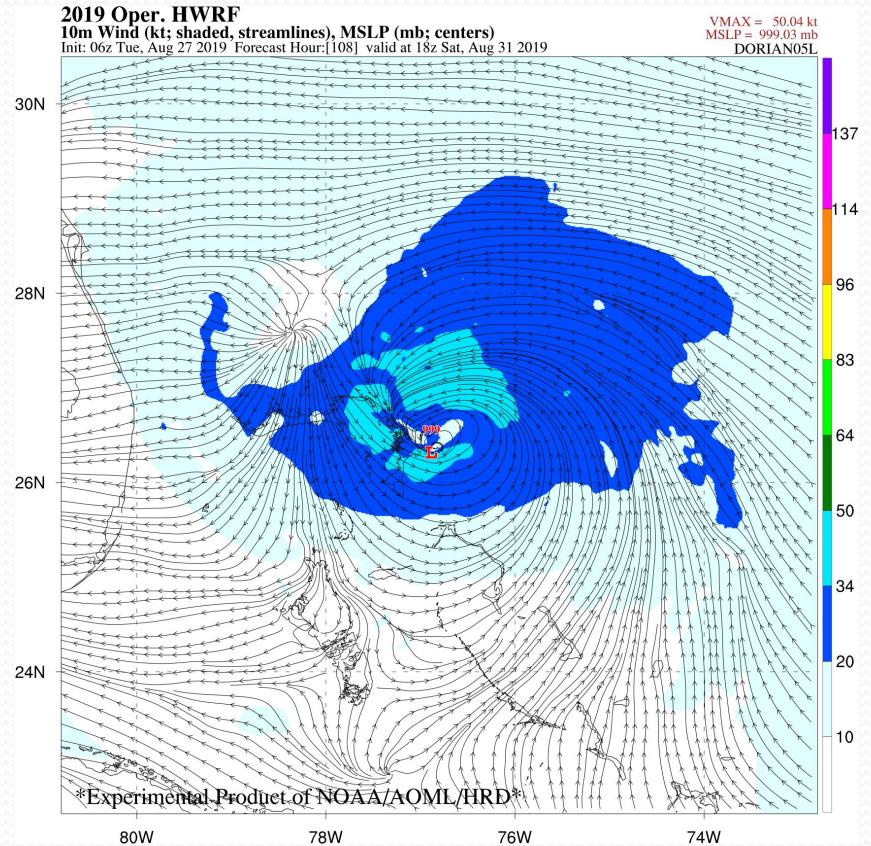 2019 Oper. HWRF
10m Wind (kt; shaded, streamlines), MSLP (mb; centers)
Init: 06z Tue, Aug 27 2019 Forecast Hour:[108] valid at 18z Sat, Aug 31 2019
VMAX = 50.04 kt
MSLP = 999.03 mb
DORIAN05L
30N
28N
26N
24N
999
L
137
114
96
83
64
50
34
20
10
*Experimental Product of NOAA/AOML/HRD*
80W 78W 76W 74W